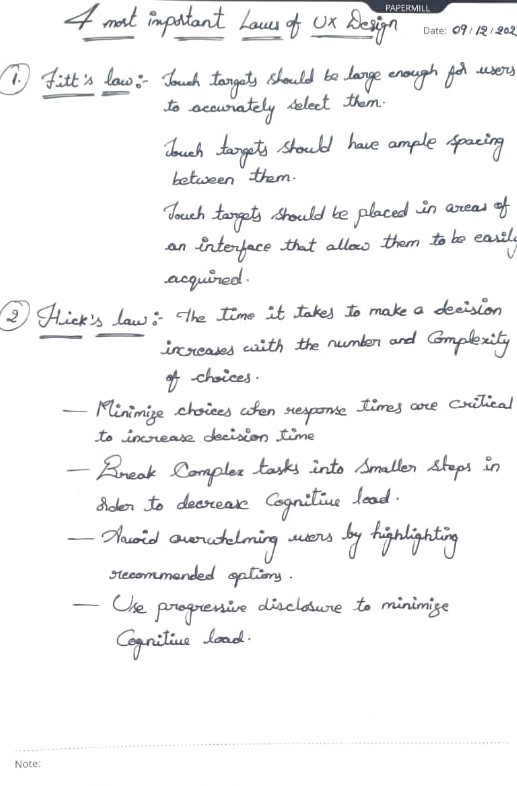 PAPERMILL
4 most important Laws of UX Design
Date: 09/12/202
1. Fitt's law:- Touch targets should be large enough for users
to accurately select them.
Touch targets should have ample spacing
between them.
Touch targets should be placed in areas of
an interface that allow them to be easily
acquired.
2 Hick's law:- The time it takes to make a decision
increases with the number and Complexity
of choices.
— Minimize choices when response times are critical
to increase decision time
— Break Complex tasks into smaller steps in
order to decrease Cognitive load.
— Avoid overwhelming users by highlighting
recommended options.
— Use progressive disclosure to minimize
Cognitive load.
Note: